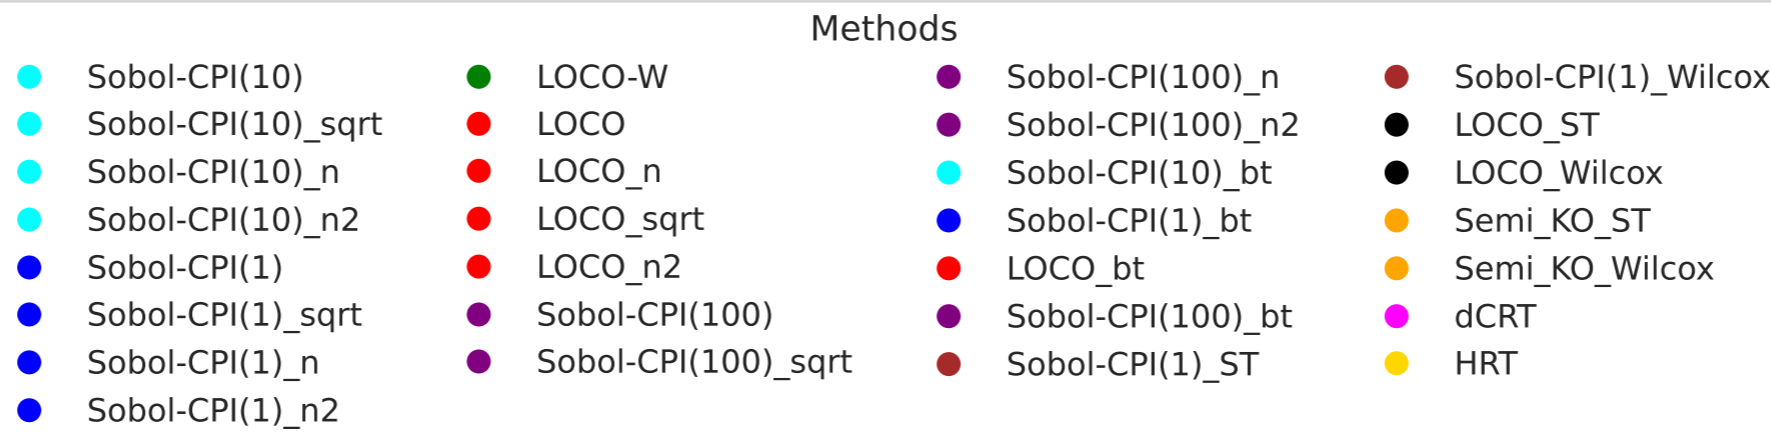 Methods
Sobol-CPI(10)
Sobol-CPI(10)_sqrt
Sobol-CPI(10)_n
Sobol-CPI(10)_n2
Sobol-CPI(1)
Sobol-CPI(1)_sqrt
Sobol-CPI(1)_n
Sobol-CPI(1)_n2
LOCO-W
LOCO
LOCO_n
LOCO_sqrt
LOCO_n2
Sobol-CPI(100)
Sobol-CPI(100)_sqrt
Sobol-CPI(100)_n
Sobol-CPI(100)_n2
Sobol-CPI(10)_bt
Sobol-CPI(1)_bt
LOCO_bt
Sobol-CPI(100)_bt
Sobol-CPI(1)_ST
Sobol-CPI(1)_Wilcox
LOCO_ST
LOCO_Wilcox
Semi_KO_ST
Semi_KO_Wilcox
dCRT
HRT